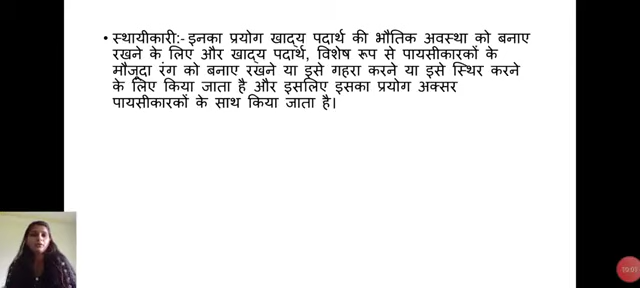 • स्थायीकारी:- इनका प्रयोग खाद्य पदार्थ की भौतिक अवस्था को बनाए
रखने के लिए और खाद्य पदार्थ, विशेष रूप से पायसीकारकों के
मौजूदा रंग को बनाए रखने या इसे गहरा करने या इसे स्थिर करने
के लिए किया जाता है और इसलिए इसका प्रयोग अक्सर
पायसीकारकों के साथ किया जाता है।